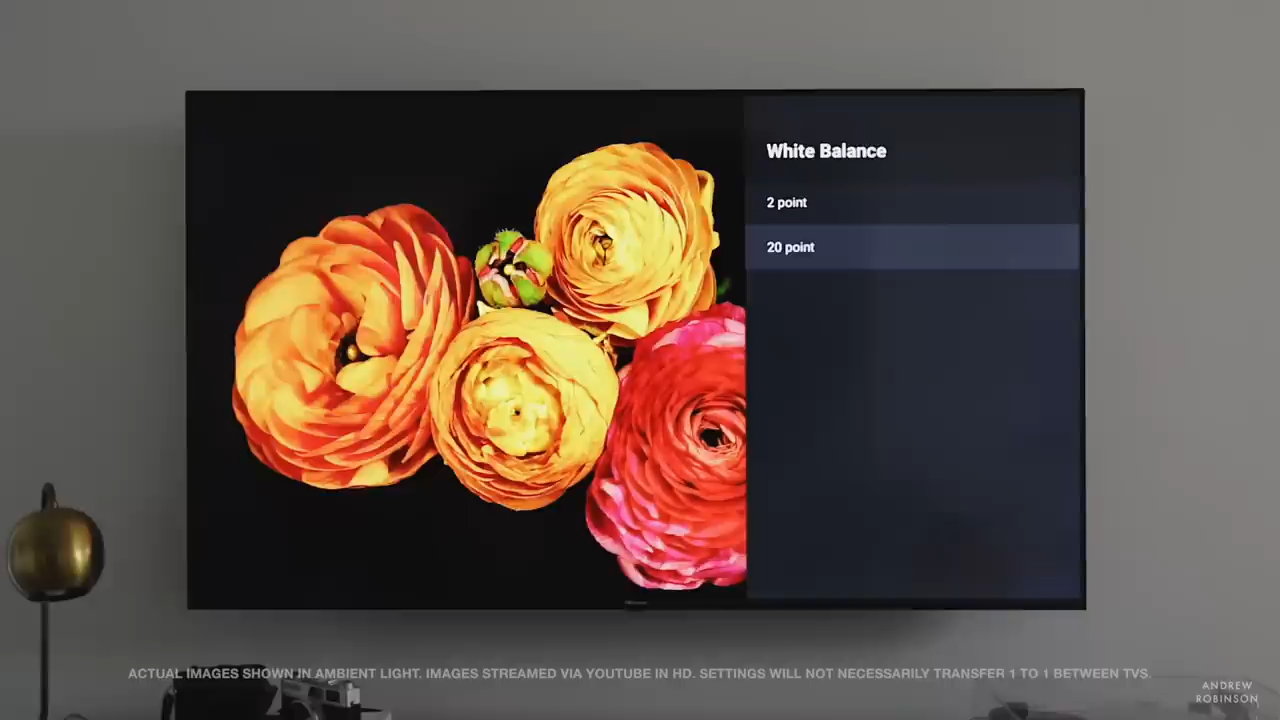 White Balance
2 point
20 point
ACTUAL IMAGES SHOWN IN AMBIENT LIGHT. IMAGES STREAMED VIA YOUTUBE IN HD. SETTINGS WILL NOT NECESSARILY TRANSFER 1 TO 1 BETWEEN TVS.
ANDREW
ROBINSON